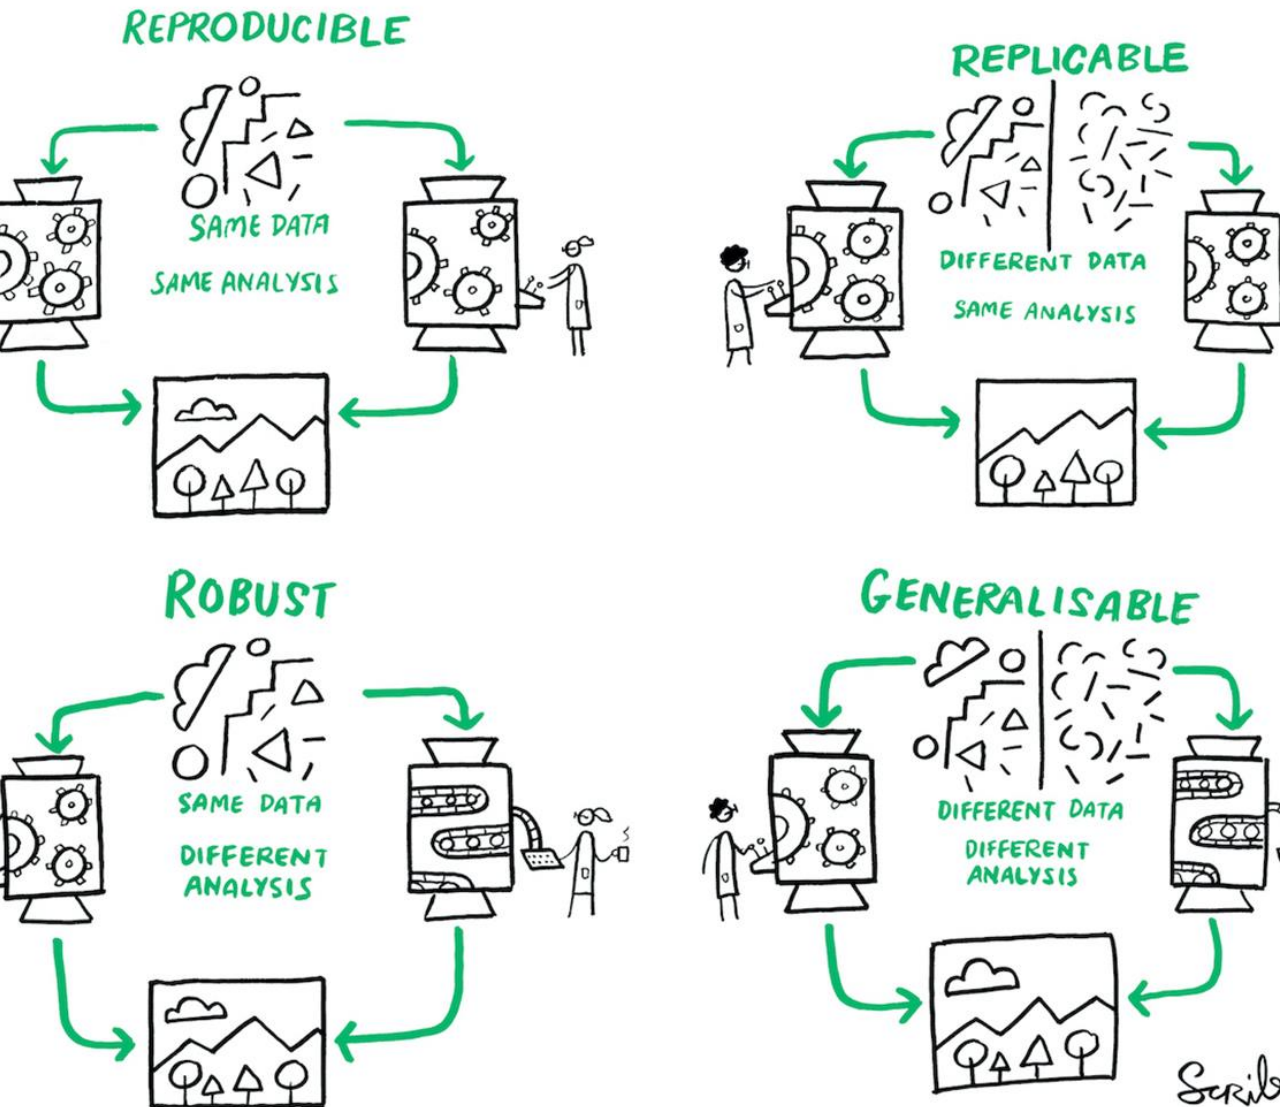 REPRODUCIBLE
SAME DATA
SAME ANALYSIS
REPLICABLE
DIFFERENT DATA
SAME ANALYSIS
ROBUST
SAME DATA
DIFFERENT
ANALYSIS
GENERALISABLE
DIFFERENT DATA
DIFFERENT
ANALYSIS